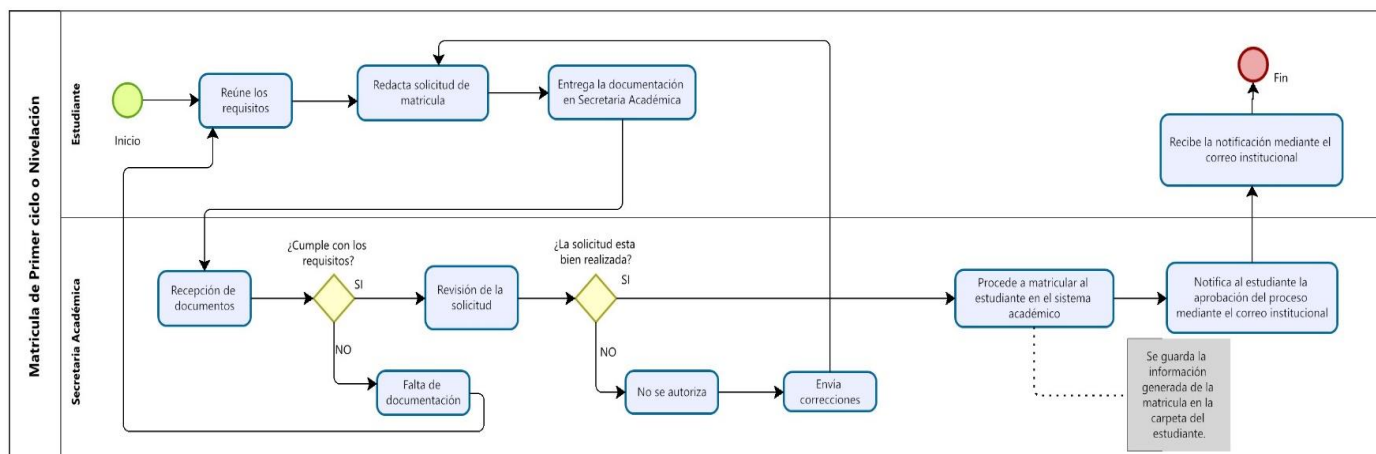 Matricula de Primer ciclo o Nivelación
Estudiante
Inicio
Reúne los
requisitos
Redacta solicitud de
matricula
Entrega la documentación
en Secretaria Académica
Fin
Recibe la notificación mediante el
correo institucional
Secretaria Académica
Recepción de
documentos
¿Cumple con los
requisitos?
SI
NO
Falta de
documentación
Revisión de la
solicitud
¿La solicitud esta
bien realizada?
SI
NO
No se autoriza
Envia
correcciones
Procede a matricular al
estudiante en el sistema
académico
Notifica al estudiante la
aprobación del proceso
mediante el correo institucional
Se guarda la
información
generada de la
matricula en la
carpeta del
estudiante.